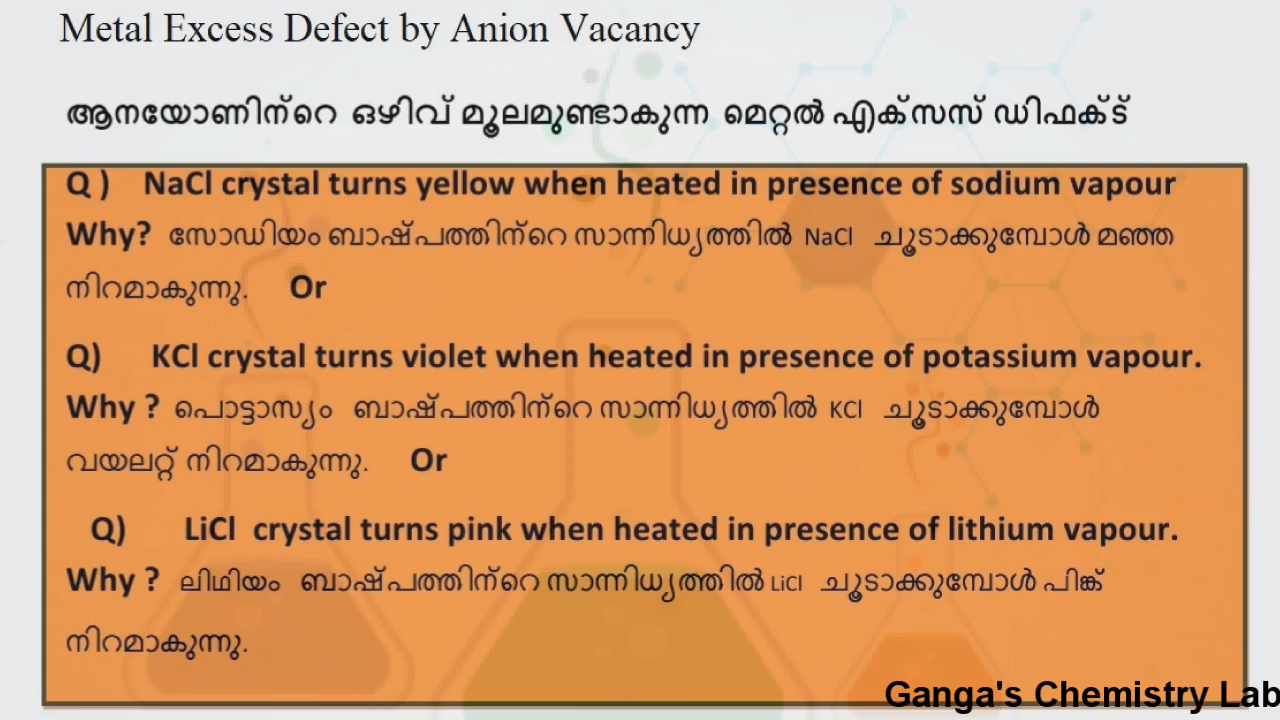 Metal Excess Defect by Anion Vacancy
ആനയോണിന്റെ ഒഴിവ് മൂലമുണ്ടാകുന്ന മെറ്റൽ എക്സസ് ഡിഫക്ട്
Q ) NaCl crystal turns yellow when heated in presence of sodium vapour
Why? സോഡിയം ബാഷ്പത്തിന്റെ സാന്നിധ്യത്തിൽ NaCl ചൂടാക്കുമ്പോൾ മഞ്ഞ
നിറമാകുന്നു. Or
Q) KCl crystal turns violet when heated in presence of potassium vapour.
Why ? പൊട്ടാസ്യം ബാഷ്പത്തിന്റെ സാന്നിധ്യത്തിൽ KCl ചൂടാക്കുമ്പോൾ
വയലറ്റ് നിറമാകുന്നു. Or
Q) LiCl crystal turns pink when heated in presence of lithium vapour.
Why ? ലിഥിയം ബാഷ്പത്തിന്റെ സാന്നിധ്യത്തിൽ LiCl ചൂടാക്കുമ്പോൾ പിങ്ക്
നിറമാകുന്നു.
Ganga's Chemistry Lab